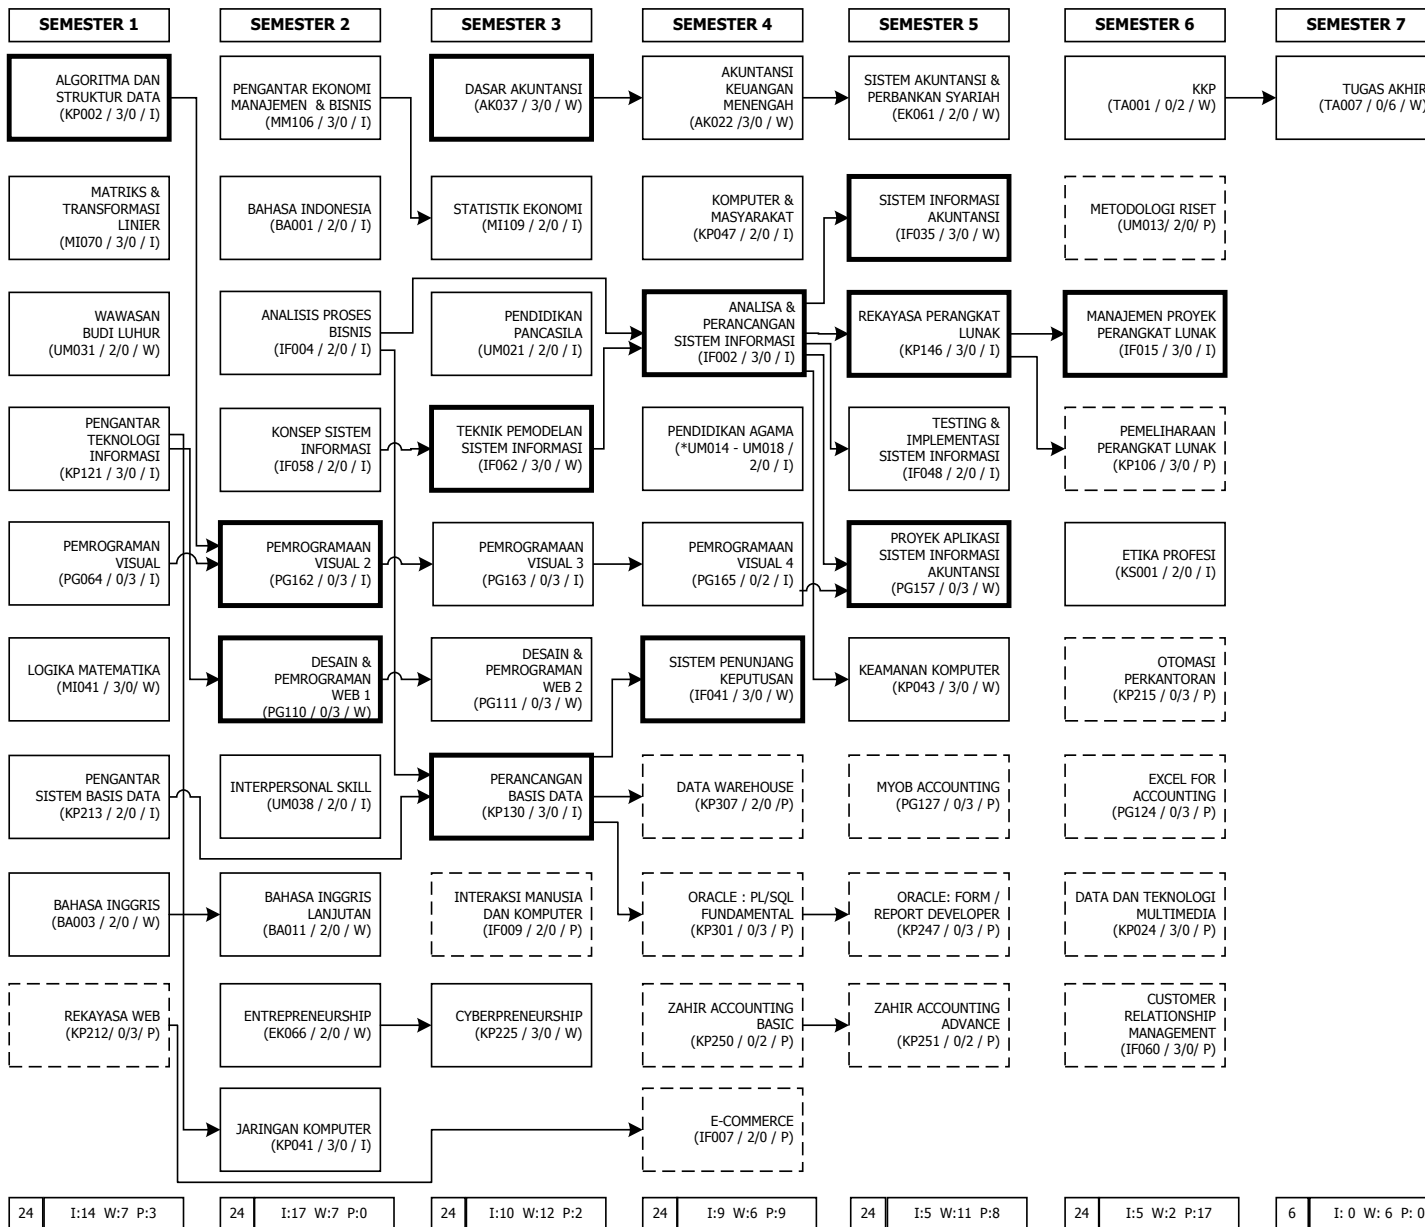 SEMESTER 1
ALGORITMA DAN
STRUKTUR DATA
(KP002 / 3/0 / I)
MATRIKS &
TRANSFORMASI
LINIER
(MI070 / 3/0 / I)
WAWASAN
BUDI LUHUR
(UM031 / 2/0 / W)
PENGANTAR
TEKNOLOGI
INFORMASI
(KP121 / 3/0 / I)
PEMROGRAMAN
VISUAL
(PG064 / 0/3 / I)
LOGIKA MATEMATIKA
(MI041 / 3/0/ W)
PENGANTAR
SISTEM BASIS DATA
(KP213 / 2/0 / I)
BAHASA INGGRIS
(BA003 / 2/0 / W)
REKAYASA WEB
(KP212/ 0/3/ P)
24 I:14 W:7 P:3
SEMESTER 2
PENGANTAR EKONOMI
MANAJEMEN & BISNIS
(MM106 / 3/0 / I)
BAHASA INDONESIA
(BA001 / 2/0 / I)
ANALISIS PROSES
BISNIS
(IF004 / 2/0 / I)
KONSEP SISTEM
INFORMASI
(IF058 / 2/0 / I)
PEMROGRAMAAN
VISUAL 2
(PG162 / 0/3 / I)
DESAIN &
PEMROGRAMAN
WEB 1
(PG110 / 0/3 / W)
INTERPERSONAL SKILL
(UM038 / 2/0 / I)
BAHASA INGGRIS
LANJUTAN
(BA011 / 2/0 / W)
ENTREPRENEURSHIP
(EK066 / 2/0 / W)
JARINGAN KOMPUTER
(KP041 / 3/0 / I)
24 I:17 W:7 P:0
SEMESTER 3
DASAR AKUNTANSI
(AK037 / 3/0 / W)
STATISTIK EKONOMI
(MI109 / 2/0 / I)
PENDIDIKAN
PANCASILA
(UM021 / 2/0 / I)
TEKNIK PEMODELAN
SISTEM INFORMASI
(IF062 / 3/0 / W)
PEMROGRAMAAN
VISUAL 3
(PG163 / 0/3 / I)
DESAIN &
PEMROGRAMAN
WEB 2
(PG111 / 0/3 / W)
PERANCANGAN
BASIS DATA
(KP130 / 3/0 / I)
INTERAKSI MANUSIA
DAN KOMPUTER
(IF009 / 2/0 / P)
CYBERPRENEURSHIP
(KP225 / 3/0 / W)
24 I:10 W:12 P:2
SEMESTER 4
AKUNTANSI
KEUANGAN
MENENGAH
(AK022 /3/0 / W)
KOMPUTER &
MASYARAKAT
(KP047 / 2/0 / I)
ANALISA &
PERANCANGAN
SISTEM INFORMASI
(IF002 / 3/0 / I)
PENDIDIKAN AGAMA
(*UM014 - UM018 /
2/0 / I)
PEMROGRAMAAN
VISUAL 4
(PG165 / 0/2 / I)
SISTEM PENUNJANG
KEPUTUSAN
(IF041 / 3/0 / W)
DATA WAREHOUSE
(KP307 / 2/0 /P)
ORACLE : PL/SQL
FUNDAMENTAL
(KP301 / 0/3 / P)
ZAHIR ACCOUNTING
BASIC
(KP250 / 0/2 / P)
E-COMMERCE
(IF007 / 2/0 / P)
24 I:9 W:6 P:9
SEMESTER 5
SISTEM AKUNTANSI &
PERBANKAN SYARIAH
(EK061 / 2/0 / W)
SISTEM INFORMASI
AKUNTANSI
(IF035 / 3/0 / W)
REKAYASA PERANGKAT
LUNAK
(KP146 / 3/0 / I)
TESTING &
IMPLEMENTASI
SISTEM INFORMASI
(IF048 / 2/0 / I)
PROYEK APLIKASI
SISTEM INFORMASI
AKUNTANSI
(PG157 / 0/3 / W)
KEAMANAN KOMPUTER
(KP043 / 3/0 / W)
MYOB ACCOUNTING
(PG127 / 0/3 / P)
ORACLE: FORM /
REPORT DEVELOPER
(KP247 / 0/3 / P)
ZAHIR ACCOUNTING
ADVANCE
(KP251 / 0/2 / P)
24 I:5 W:11 P:8
SEMESTER 6
KKP
(TA001 / 0/2 / W)
METODOLOGI RISET
(UM013/ 2/0/ P)
MANAJEMEN PROYEK
PERANGKAT LUNAK
(IF015 / 3/0 / I)
PEMELIHARAAN
PERANGKAT LUNAK
(KP106 / 3/0 / P)
ETIKA PROFESI
(KS001 / 2/0 / I)
OTOMASI
PERKANTORAN
(KP215 / 0/3 / P)
EXCEL FOR
ACCOUNTING
(PG124 / 0/3 / P)
DATA DAN TEKNOLOGI
MULTIMEDIA
(KP024 / 3/0 / P)
CUSTOMER
RELATIONSHIP
MANAGEMENT
(IF060 / 3/0/ P)
24 I:5 W:2 P:17
SEMESTER 7
TUGAS AKHIR
(TA007 / 0/6 / W)
6 I: 0 W: 6 P: 0